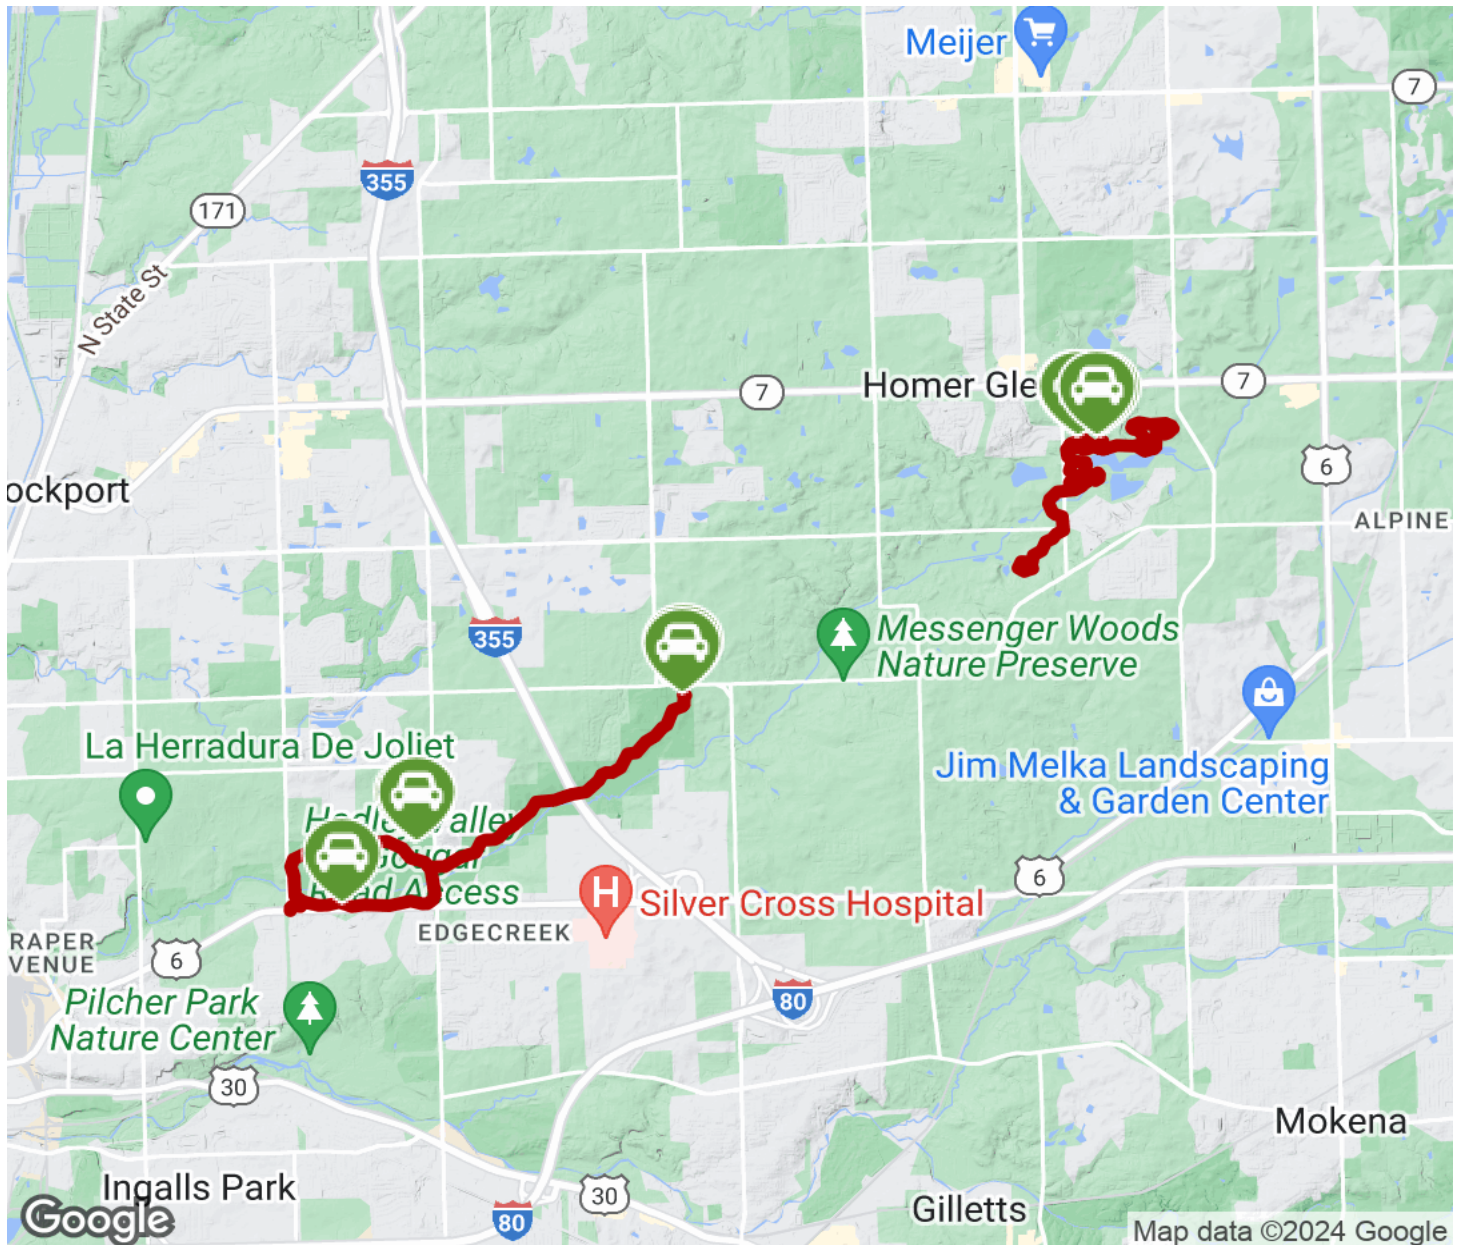 Meijer
7
355
171
N State St
7
Homer Gle
7
6
ockport
ALPINE
355
Messenger Woods
Nature Preserve
La Herradura De Joliet
Jim Melka Landscaping
& Garden Center
Gougar
Access
H
Silver Cross Hospital
6
RAPER
VENUE
6
EDGECREEK
80
Pilcher Park
Nature Center
30
Mokena
Ingalls Park
30
80
Gilletts
Google
Map data ©2024 Google